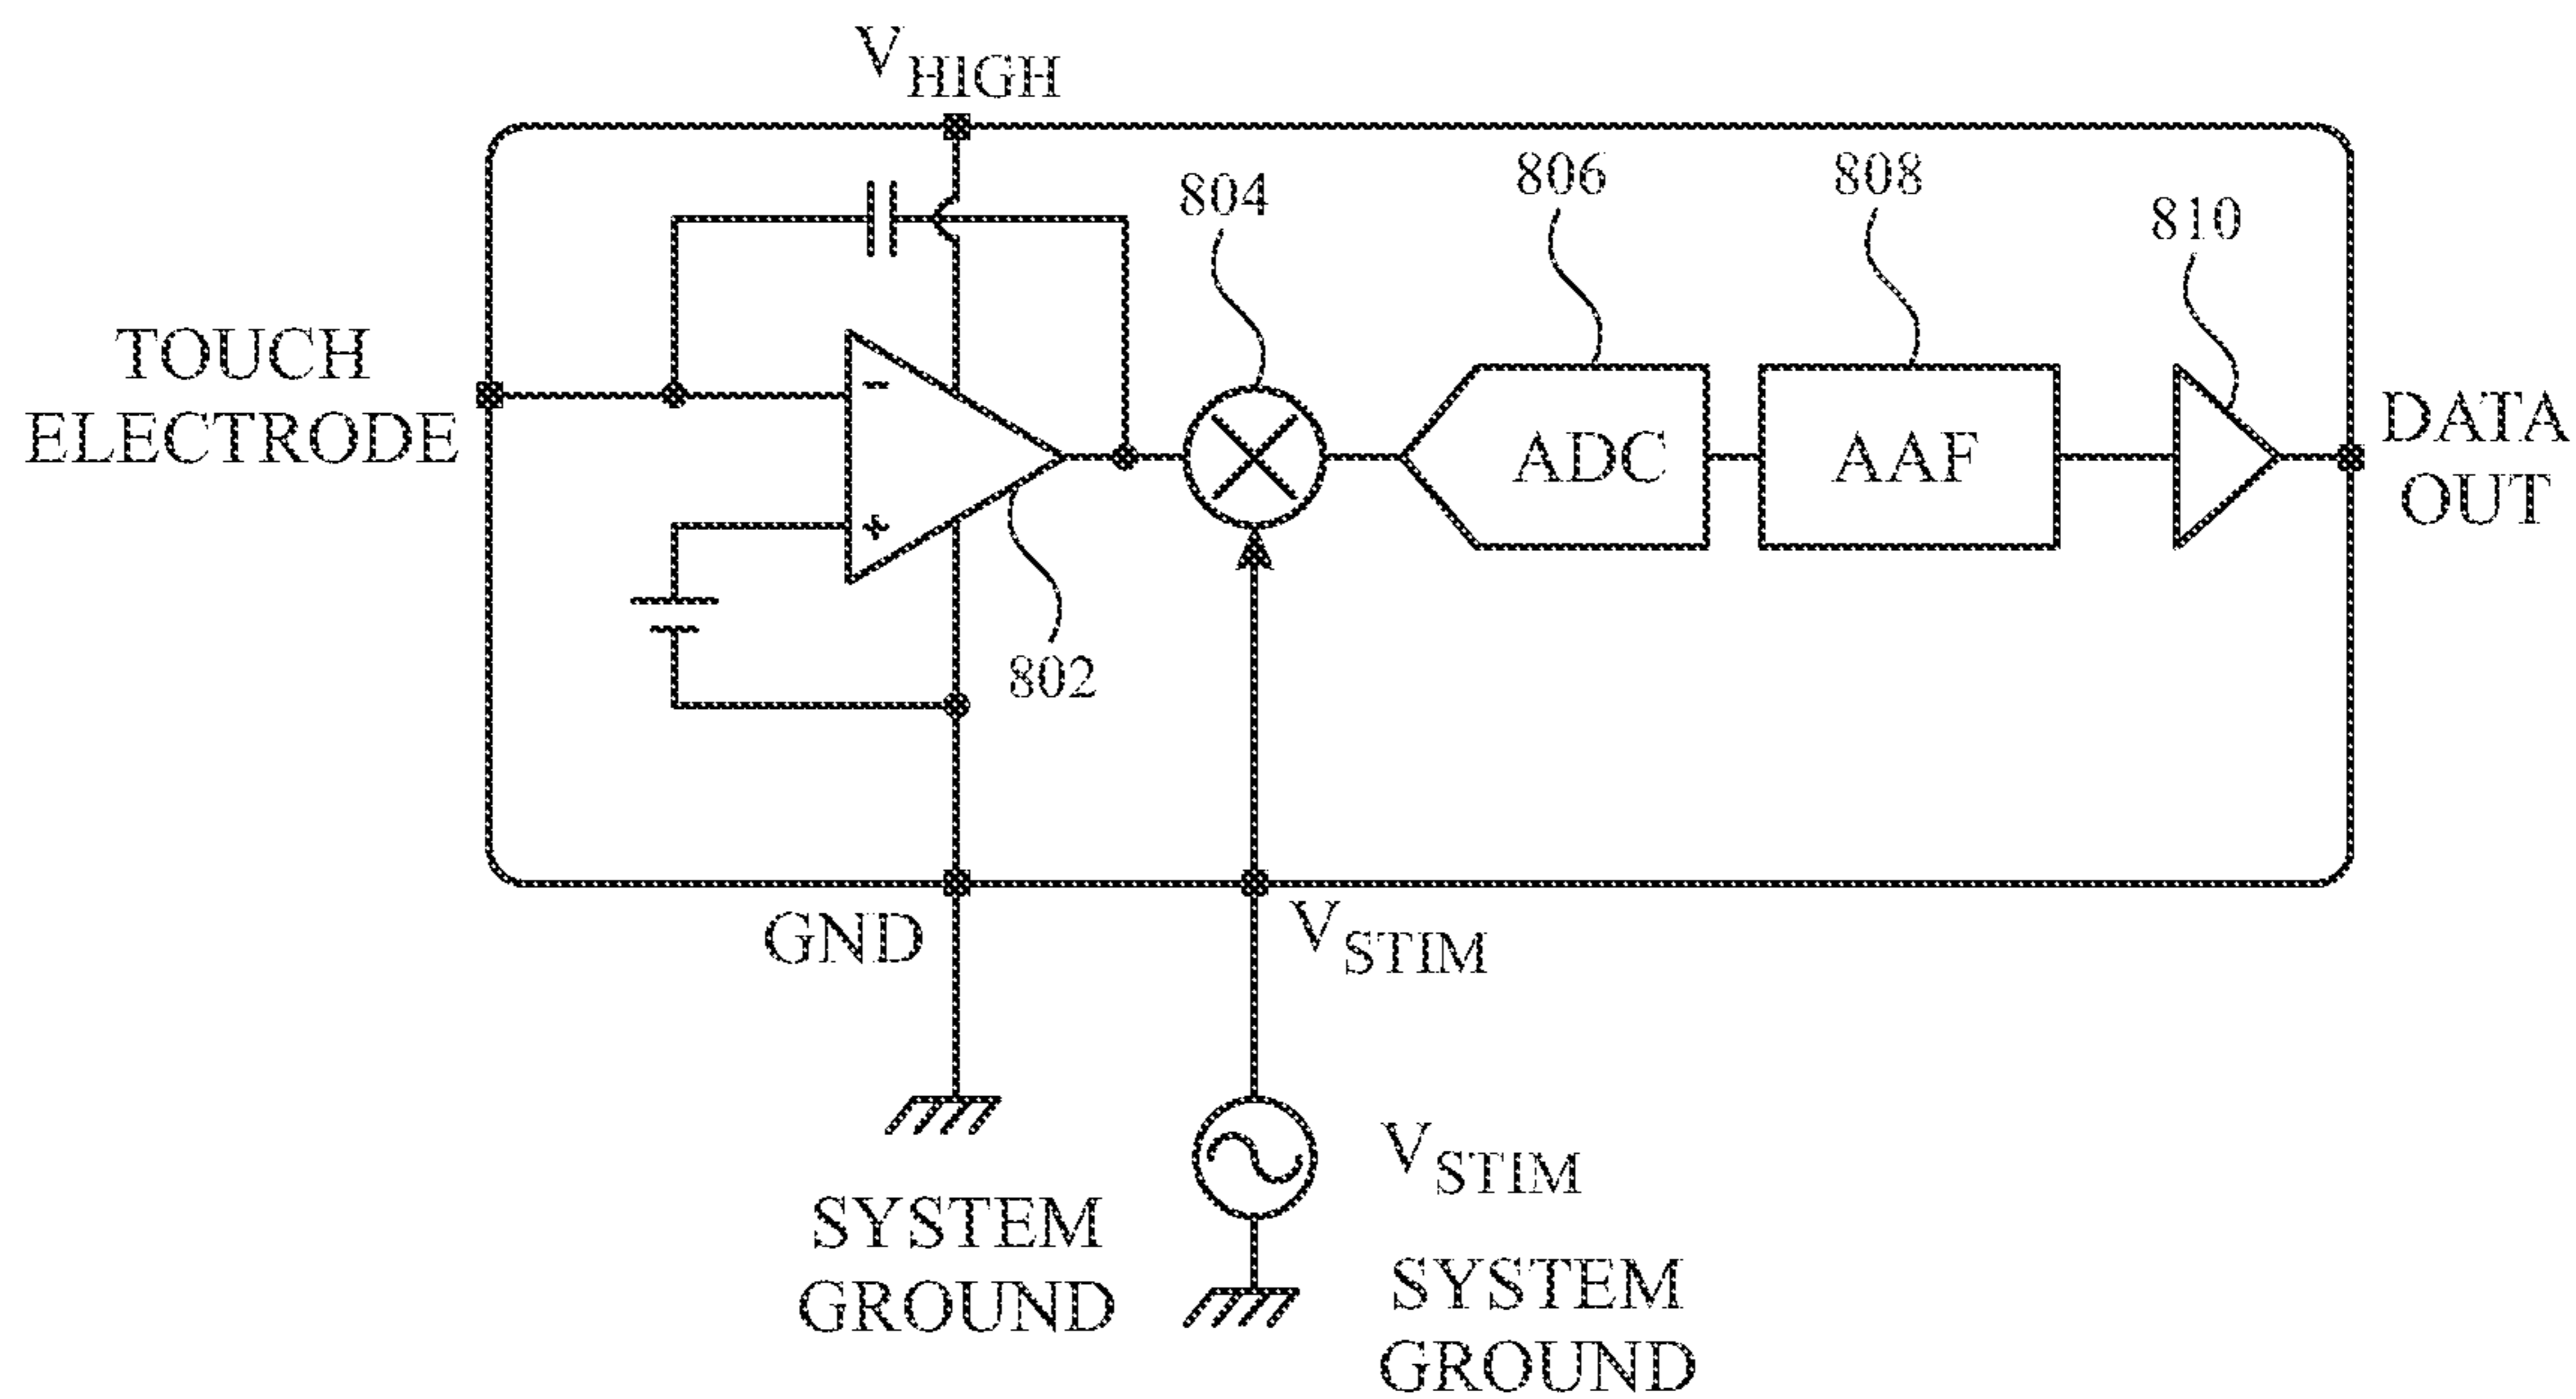 VHIGH
804
806
808
810
TOUCH
ELECTRODE
−
+
ADC
AAF
DATA
OUT
802
GND
VSTIM
VSTIM
SYSTEM
GROUND
SYSTEM
GROUND